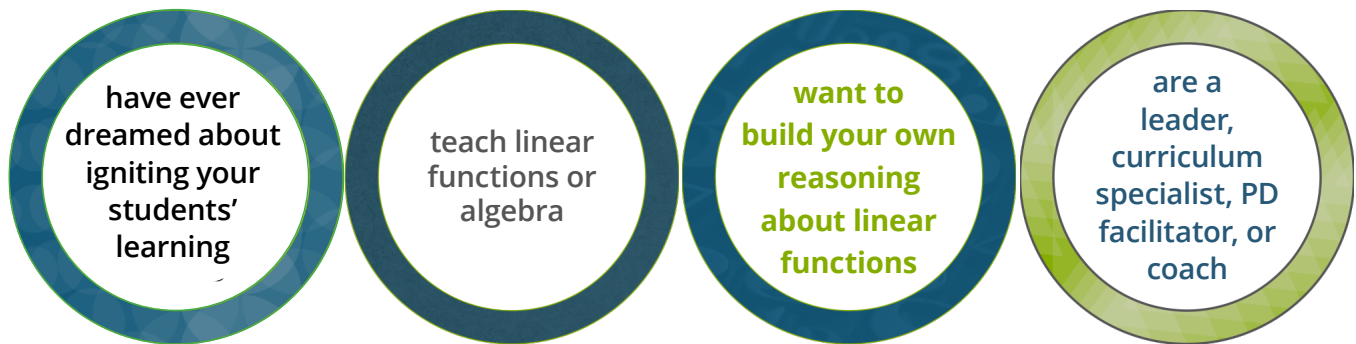 have ever
dreamed about
igniting your
students’
learning
teach linear
functions or
algebra
want to
build your own
reasoning
about linear
functions
are a
leader,
curriculum
specialist, PD
facilitator, or
coach